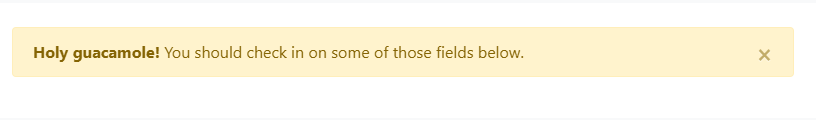 Holy guacamole! You should check in on some of those fields below. ×